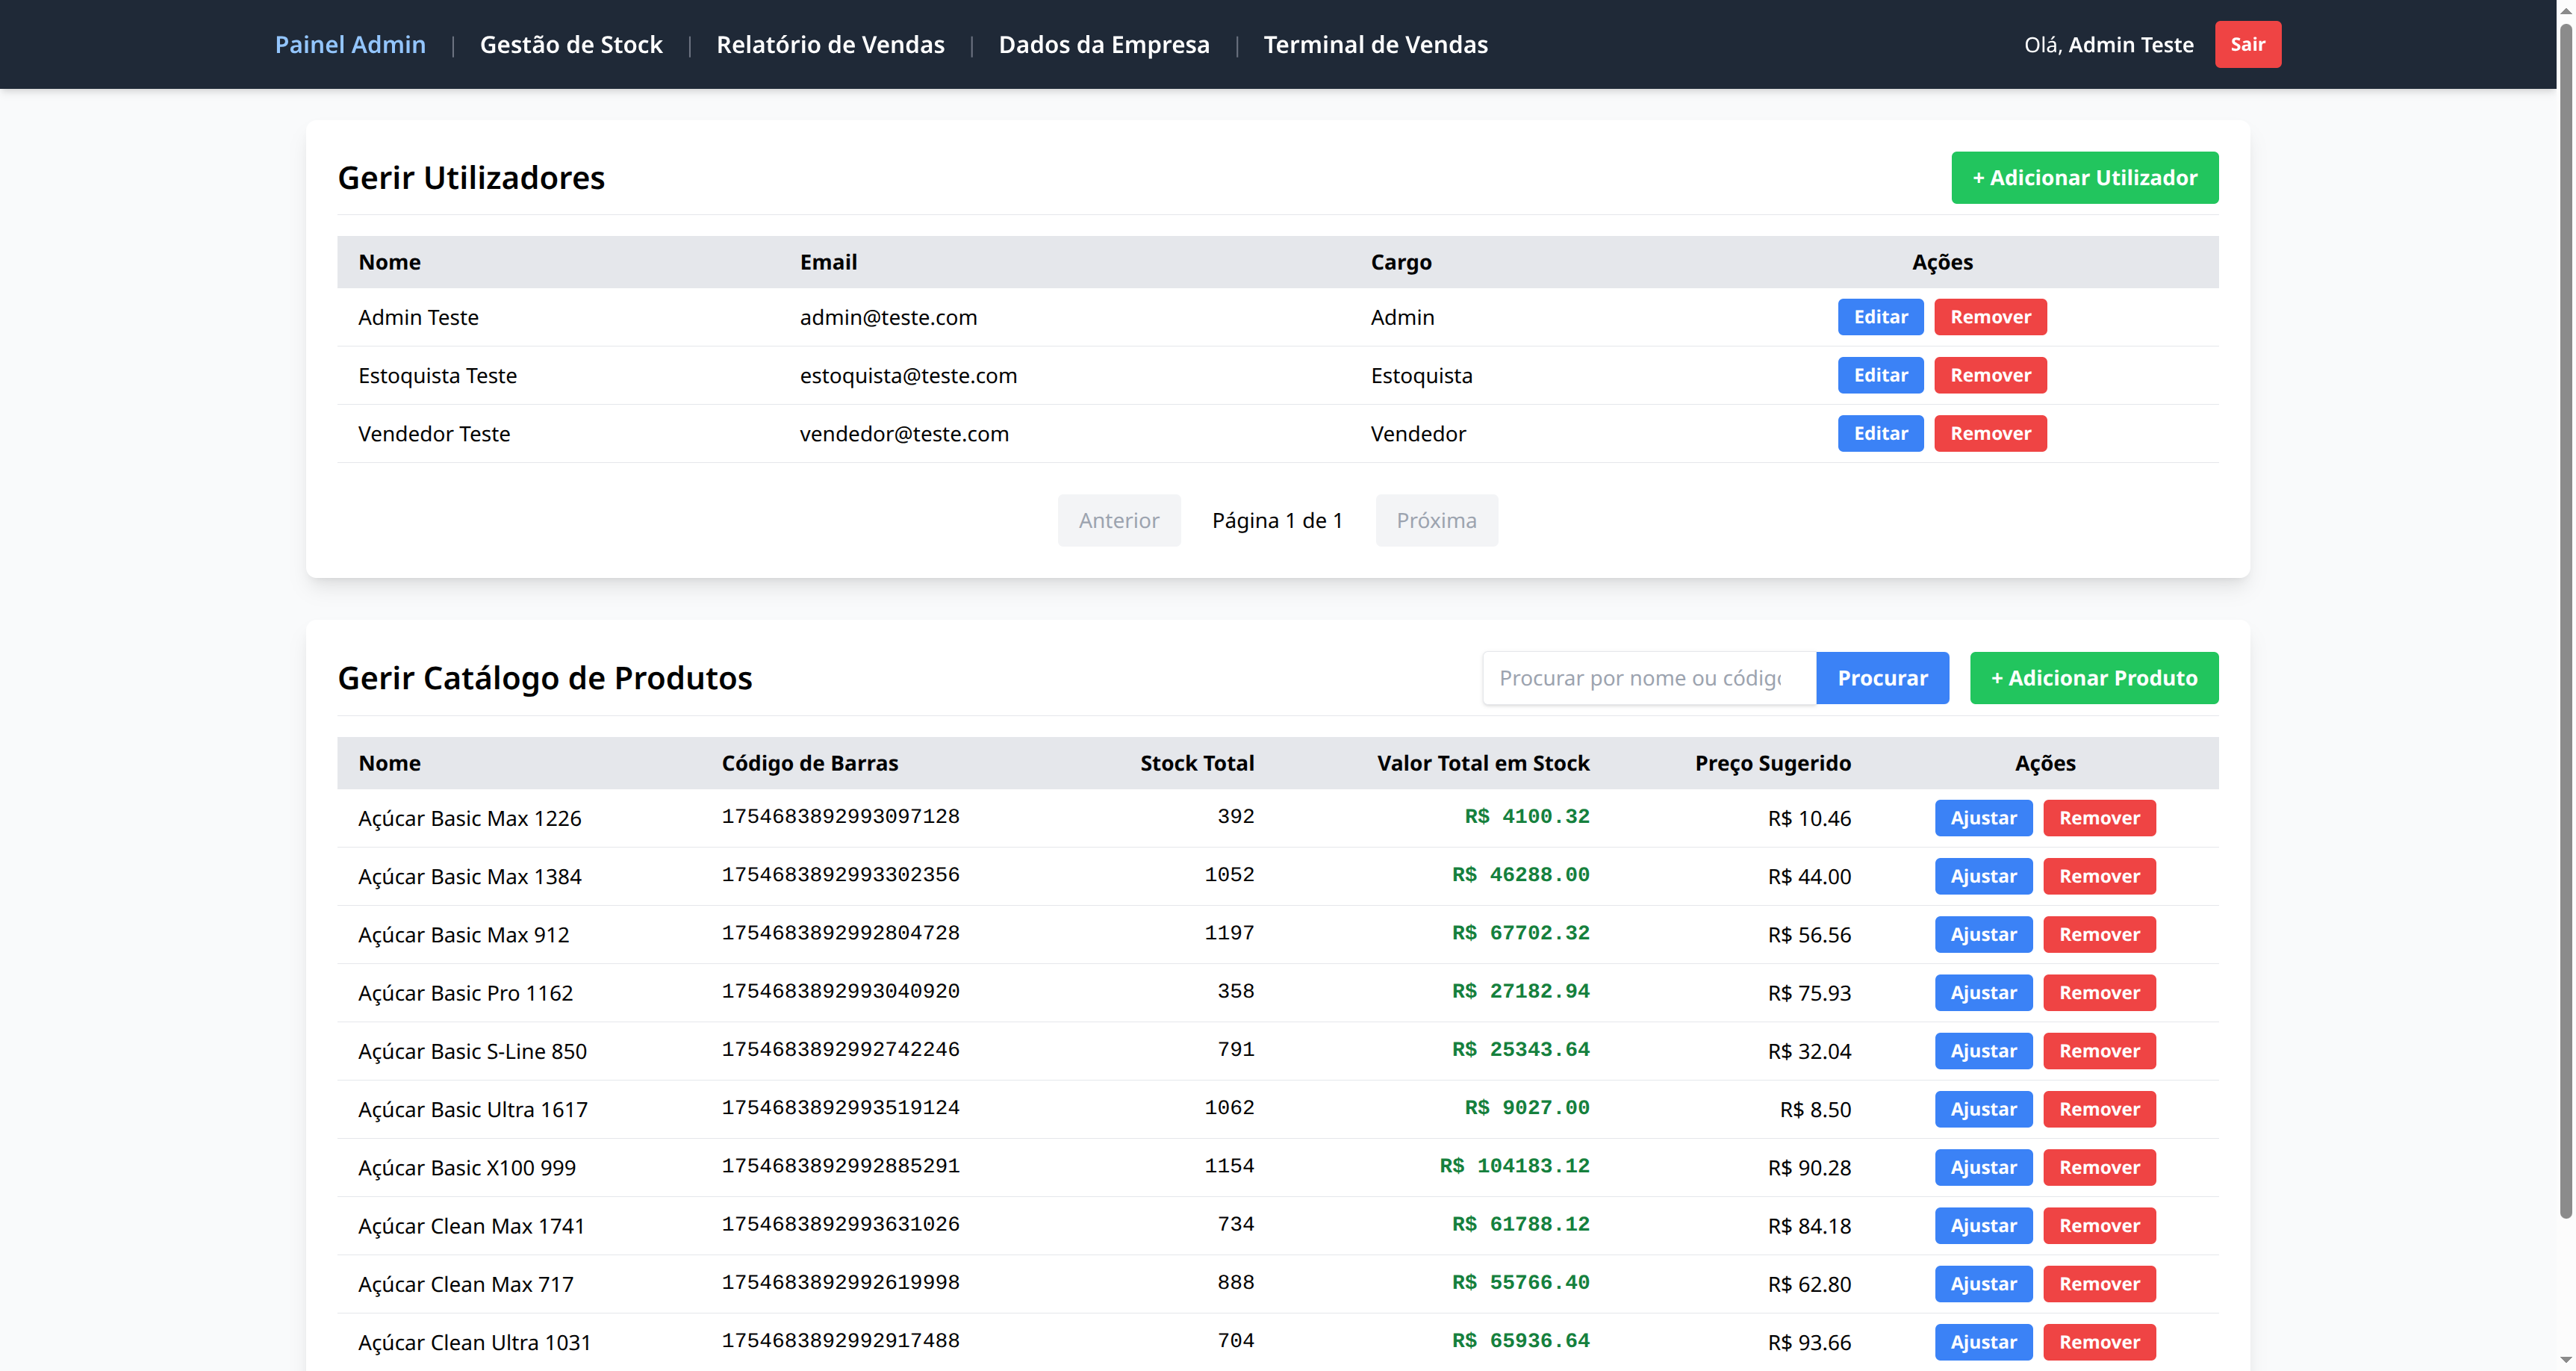 Painel Admin | Gestão de Stock | Relatório de Vendas | Dados da Empresa | Terminal de Vendas Olá, Admin Teste Sair
Gerir Utilizadores + Adicionar Utilizador
Nome Email Cargo Ações
Admin Teste admin@teste.com Admin Editar Remover
Estoquista Teste estoquista@teste.com Estoquista Editar Remover
Vendedor Teste vendedor@teste.com Vendedor Editar Remover
Anterior Página 1 de 1 Próxima
Gerir Catálogo de Produtos Procurar por nome ou código Procurar + Adicionar Produto
Nome Código de Barras Stock Total Valor Total em Stock Preço Sugerido Ações
Açúcar Basic Max 1226 1754683892993097128 392 R$ 4100.32 R$ 10.46 Ajustar Remover
Açúcar Basic Max 1384 1754683892993302356 1052 R$ 46288.00 R$ 44.00 Ajustar Remover
Açúcar Basic Max 912 1754683892992804728 1197 R$ 67702.32 R$ 56.56 Ajustar Remover
Açúcar Basic Pro 1162 1754683892993040920 358 R$ 27182.94 R$ 75.93 Ajustar Remover
Açúcar Basic S-Line 850 1754683892992742246 791 R$ 25343.64 R$ 32.04 Ajustar Remover
Açúcar Basic Ultra 1617 1754683892993519124 1062 R$ 9027.00 R$ 8.50 Ajustar Remover
Açúcar Basic X100 999 1754683892992885291 1154 R$ 104183.12 R$ 90.28 Ajustar Remover
Açúcar Clean Max 1741 1754683892993631026 734 R$ 61788.12 R$ 84.18 Ajustar Remover
Açúcar Clean Max 717 1754683892992619998 888 R$ 55766.40 R$ 62.80 Ajustar Remover
Açúcar Clean Ultra 1031 1754683892992917488 704 R$ 65936.64 R$ 93.66 Ajustar Remover